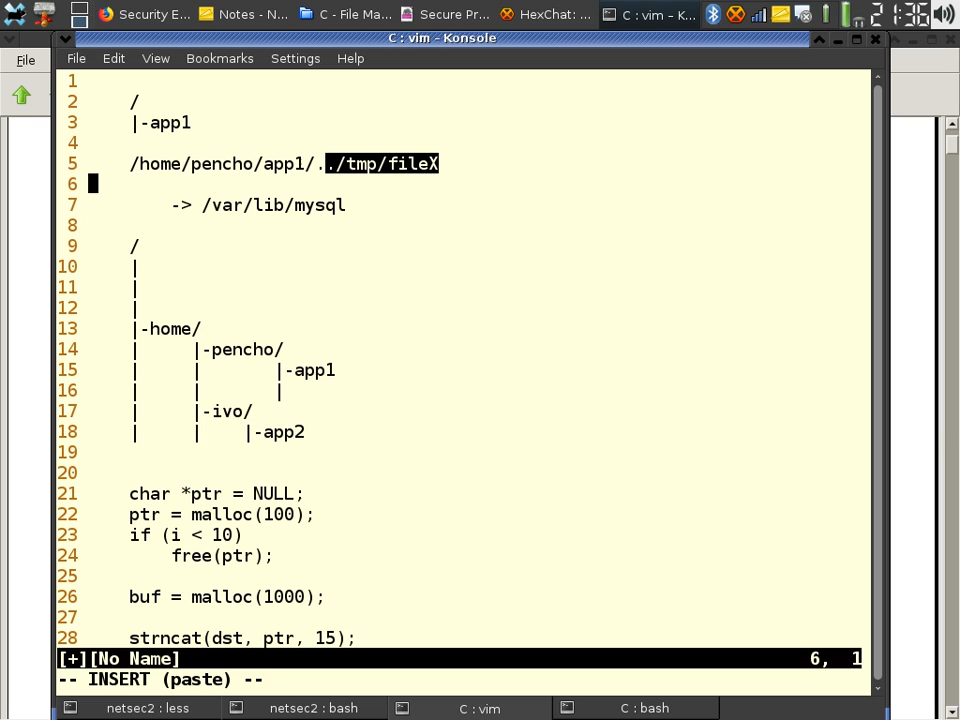 Security E...
Notes - N...
C - File Ma...
Secure Pr...
HexChat: ...
C : vim – K...
21:36
C : vim – Konsole
File
File Edit View Bookmarks Settings Help
1
2 /
3 |-app1
4
5 /home/pencho/app1/../tmp/fileX
6
7 -> /var/lib/mysql
8
9 /
10 |
11 |
12 |
13 |-home/
14 | |-pencho/
15 | | |-app1
16 | | |
17 | |-ivo/
18 | | |-app2
19
20
21 char *ptr = NULL;
22 ptr = malloc(100);
23 if (i < 10)
24 free(ptr);
25
26 buf = malloc(1000);
27
28 strncat(dst, ptr, 15);
[+][No Name] 6, 1
-- INSERT (paste) --
netsec2 : less
netsec2 : bash
C : vim
C : bash